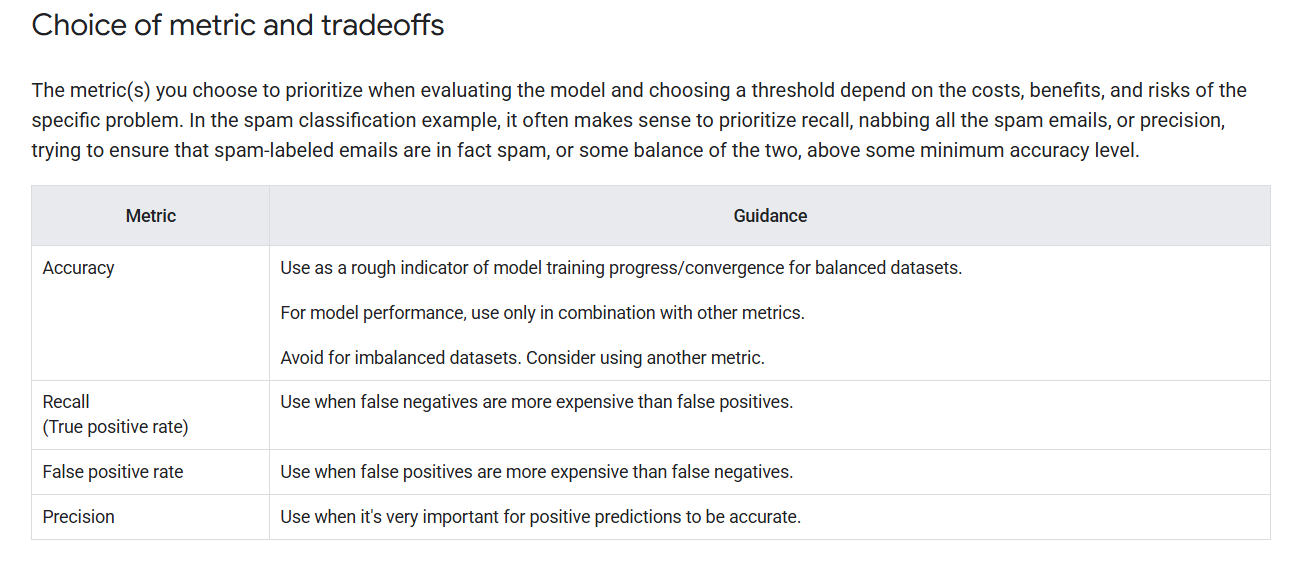 Choice of metric and tradeoffs
The metric(s) you choose to prioritize when evaluating the model and choosing a threshold depend on the costs, benefits, and risks of the
specific problem. In the spam classification example, it often makes sense to prioritize recall, nabbing all the spam emails, or precision,
trying to ensure that spam-labeled emails are in fact spam, or some balance of the two, above some minimum accuracy level.
Metric Guidance
Accuracy Use as a rough indicator of model training progress/convergence for balanced datasets.
For model performance, use only in combination with other metrics.
Avoid for imbalanced datasets. Consider using another metric.
Recall Use when false negatives are more expensive than false positives.
(True positive rate)
False positive rate Use when false positives are more expensive than false negatives.
Precision Use when it's very important for positive predictions to be accurate.